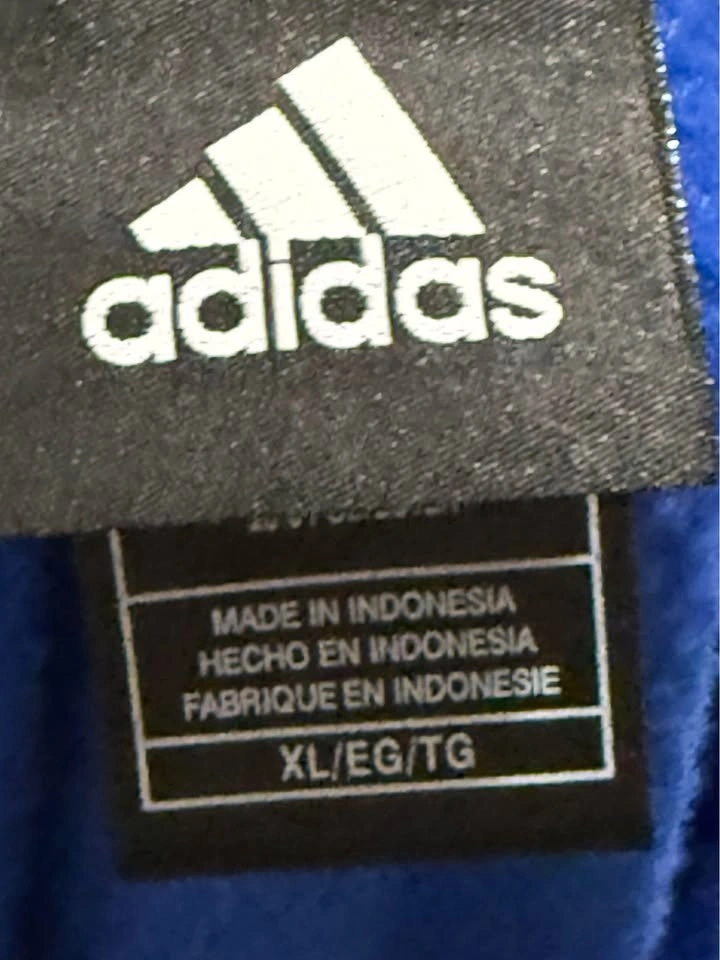 adidas
MADE IN INDONESIA
HECHO EN INDONESIA
FABRIQUE EN INDONESIE
XL/EG/TG